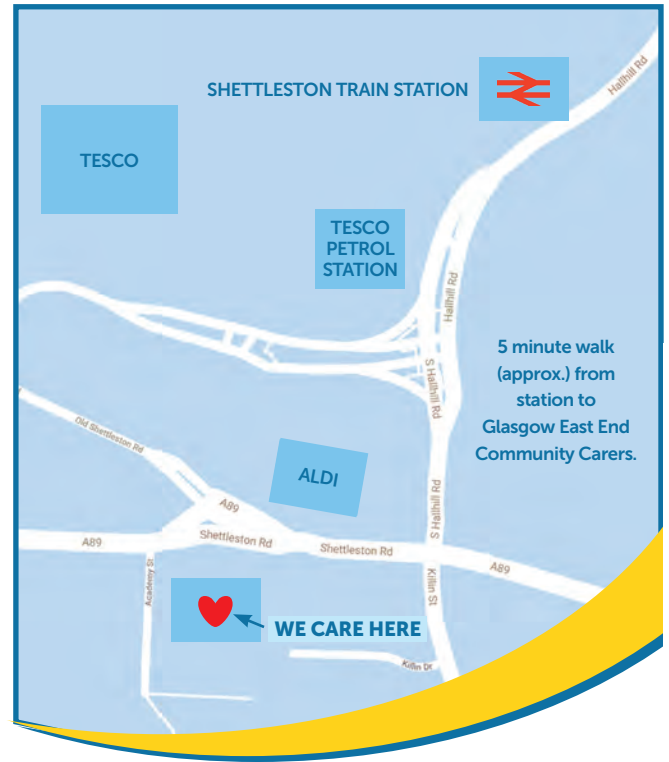 SHETTLESTON TRAIN STATION
Hallhill Rd
TESCO
TESCO
PETROL
STATION
Hallhill Rd
5 minute walk
(approx.) from
station to
Glasgow East End
Community Carers.
S Hallhill Rd
Old Shettleston Rd
ALDI
S Hallhill Rd
A89
A89
Shettleston Rd
Shettleston Rd
A89
Academy St
Killin St
WE CARE HERE
Killin Dr